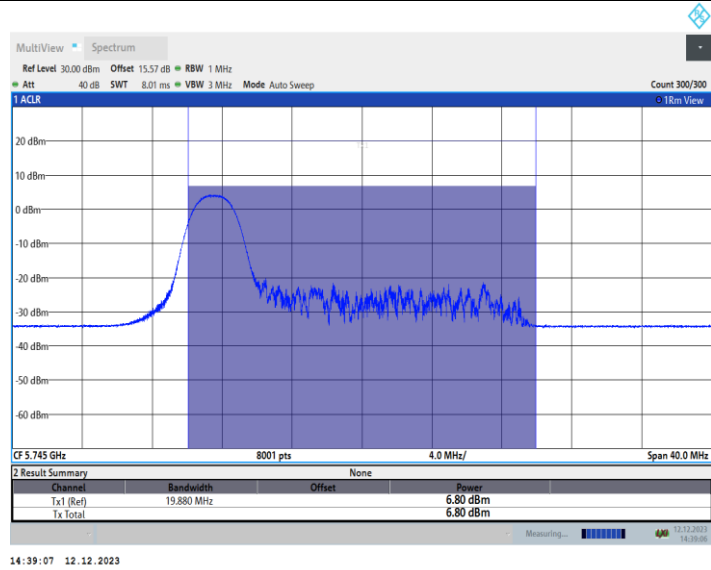 R&S
MultiView Spectrum
Ref Level 30.00 dBm Offset 15.57 dB RBW 1 MHz
Att 40 dB SWT 8.01 ms VBW 3 MHz Mode Auto Sweep Count 300/300
1 ACLR 1Rm View
20 dBm
10 dBm
0 dBm
-10 dBm
-20 dBm
-30 dBm
-40 dBm
-50 dBm
-60 dBm
CF 5.745 GHz 8001 pts 4.0 MHz/ Span 40.0 MHz
2 Result Summary None
Channel Bandwidth Offset Power
Tx1 (Ref) 19.880 MHz 6.80 dBm
Tx Total 6.80 dBm
Measuring... 12.12.2023
14:39:06
14:39:07 12.12.2023